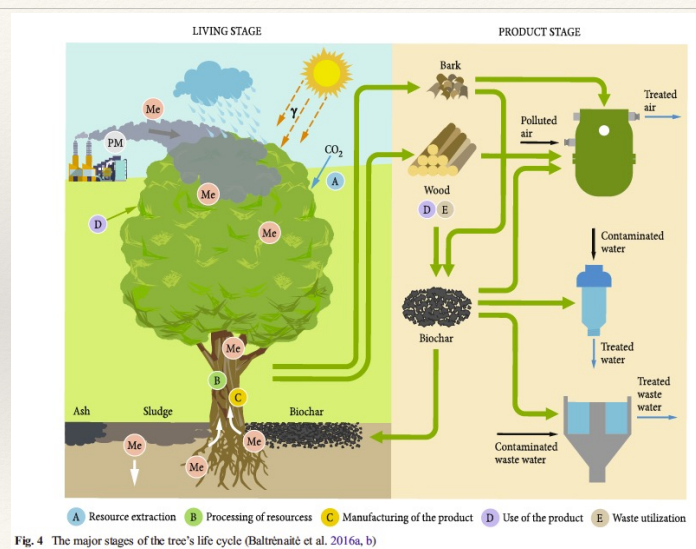 LIVING STAGE
PRODUCT STAGE
Me
PM
γ
CO2
A
D
Me
Me
Me
B
C
Ash
Sludge
Biochar
Me
Me
Me
Bark
Wood
D E
Biochar
Polluted
air
Treated
air
Contaminated
water
Treated
water
Treated
waste
water
Contaminated
waste water
A Resource extraction B Processing of resourcess C Manufacturing of the product D Use of the product E Waste utilization
Fig. 4 The major stages of the tree's life cycle (Baltrėnaitė et al. 2016a, b)